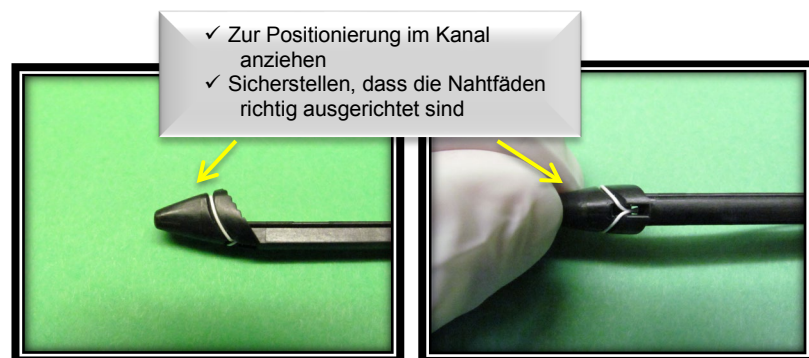 ✓ Zur Positionierung im Kanal
anziehen
✓ Sicherstellen, dass die Nahtfäden
richtig ausgerichtet sind